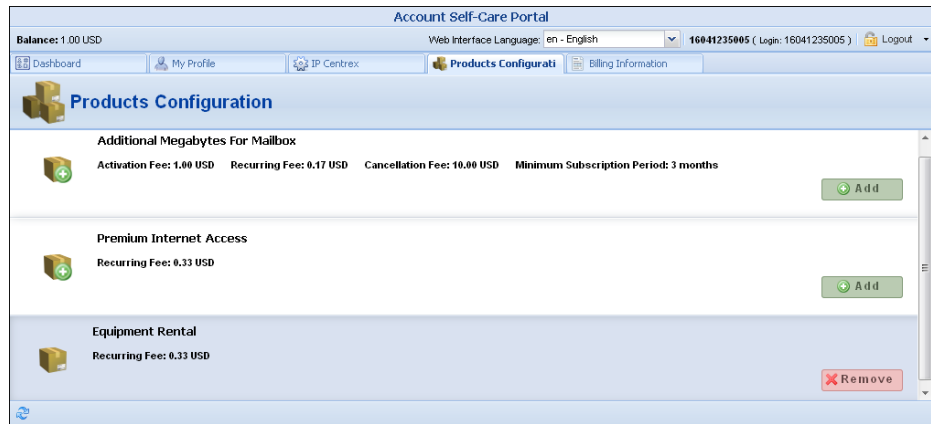 Account Self-Care Portal
Balance: 1.00 USD Web Interface Language: en - English 16041235005 ( Login: 16041235005 ) Logout
Dashboard My Profile IP Centrex Products Configurati Billing Information
Products Configuration
Additional Megabytes For Mailbox
Activation Fee: 1.00 USD Recurring Fee: 0.17 USD Cancellation Fee: 10.00 USD Minimum Subscription Period: 3 months
Add
Premium Internet Access
Recurring Fee: 0.33 USD
Add
Equipment Rental
Recurring Fee: 0.33 USD
Remove